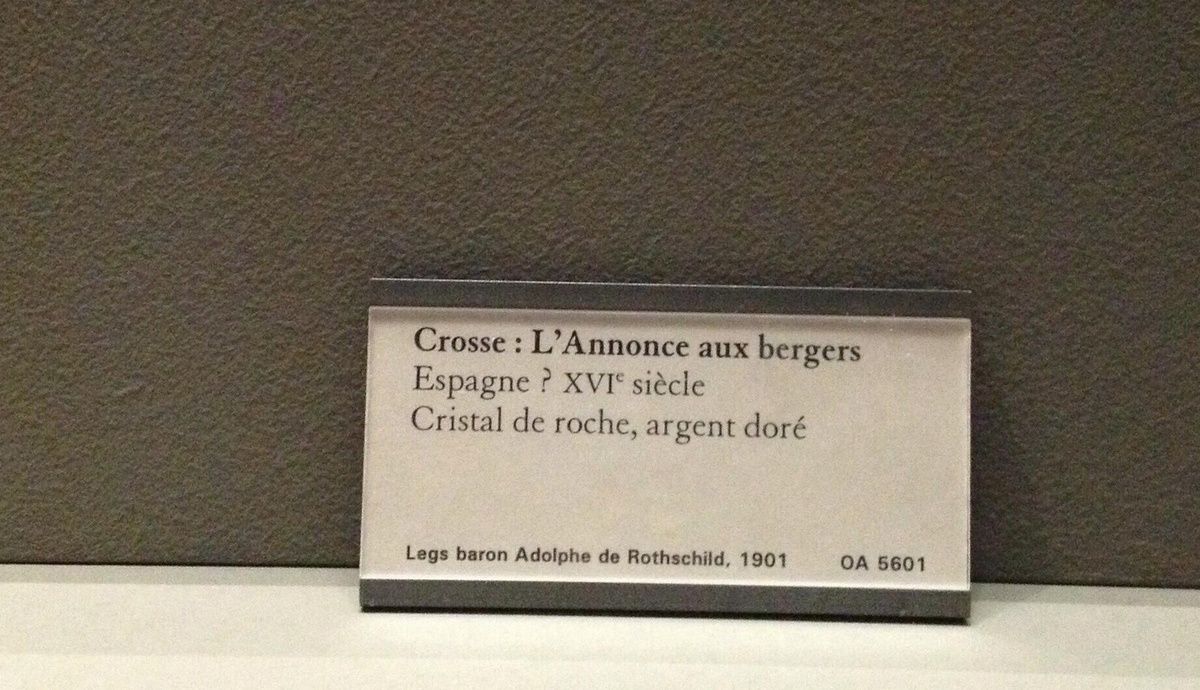 Crosse : L'Annonce aux bergers
Espagne ? XVIe siècle
Cristal de roche, argent doré
Legs baron Adolphe de Rothschild, 1901 OA 5601